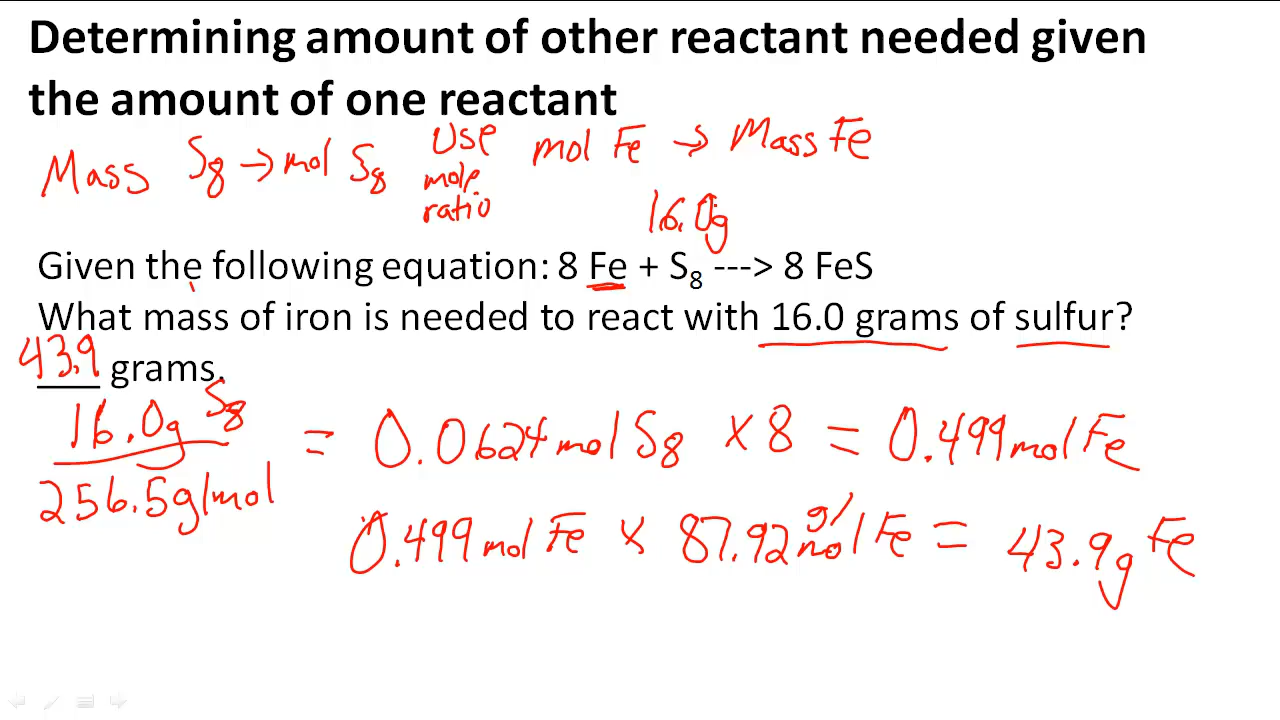 Determining amount of other reactant needed given
the amount of one reactant
Mass S8 → mol S8 Use mole ratio mol Fe → Mass Fe
16.0g
Given the following equation: 8 Fe + S₈ ---> 8 FeS
What mass of iron is needed to react with 16.0 grams of sulfur?
43.9 grams.
16.0g S8
256.5g/mol
= 0.0624 mol S8 × 8 = 0.499 mol Fe
0.499 mol Fe × 87.92 g/mol Fe = 43.9g Fe